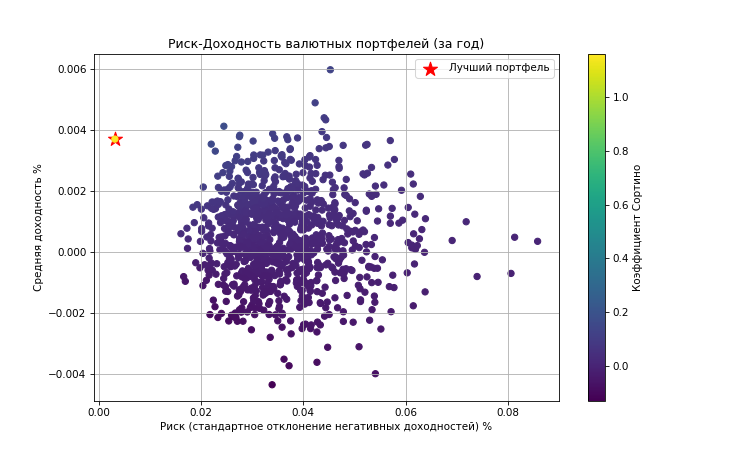 Риск-Доходность валютных портфелей (за год)
Лучший портфель
0.006
0.004
0.002
0.000
−0.002
−0.004
Средняя доходность %
0.00 0.02 0.04 0.06 0.08
Риск (стандартное отклонение негативных доходностей) %
1.0
0.8
0.6
0.4
0.2
0.0
Коэффициент Сортино